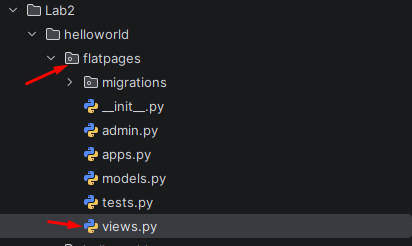 Lab2
helloworld
flatpages
migrations
__init__.py
admin.py
apps.py
models.py
tests.py
views.py